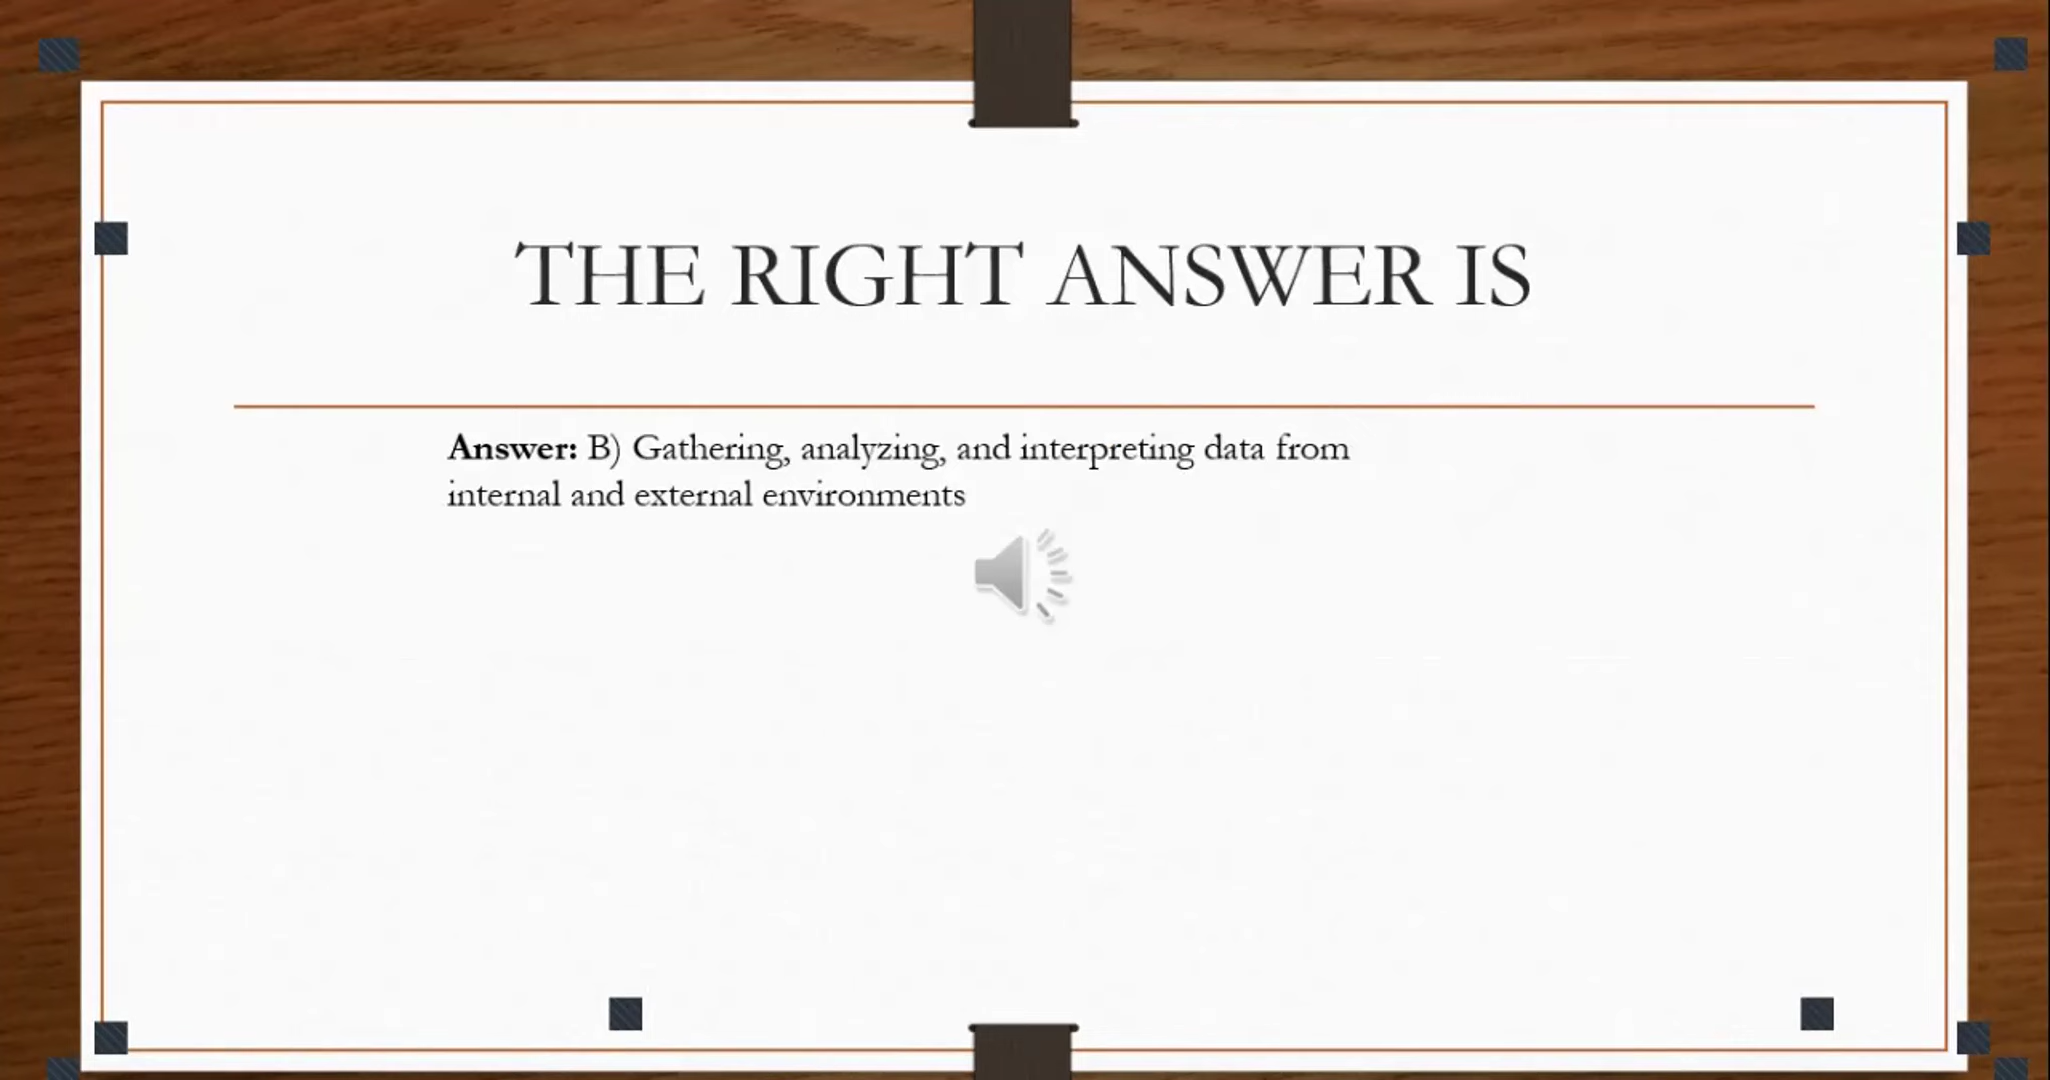 THE RIGHT ANSWER IS
Answer: B) Gathering, analyzing, and interpreting data from
internal and external environments